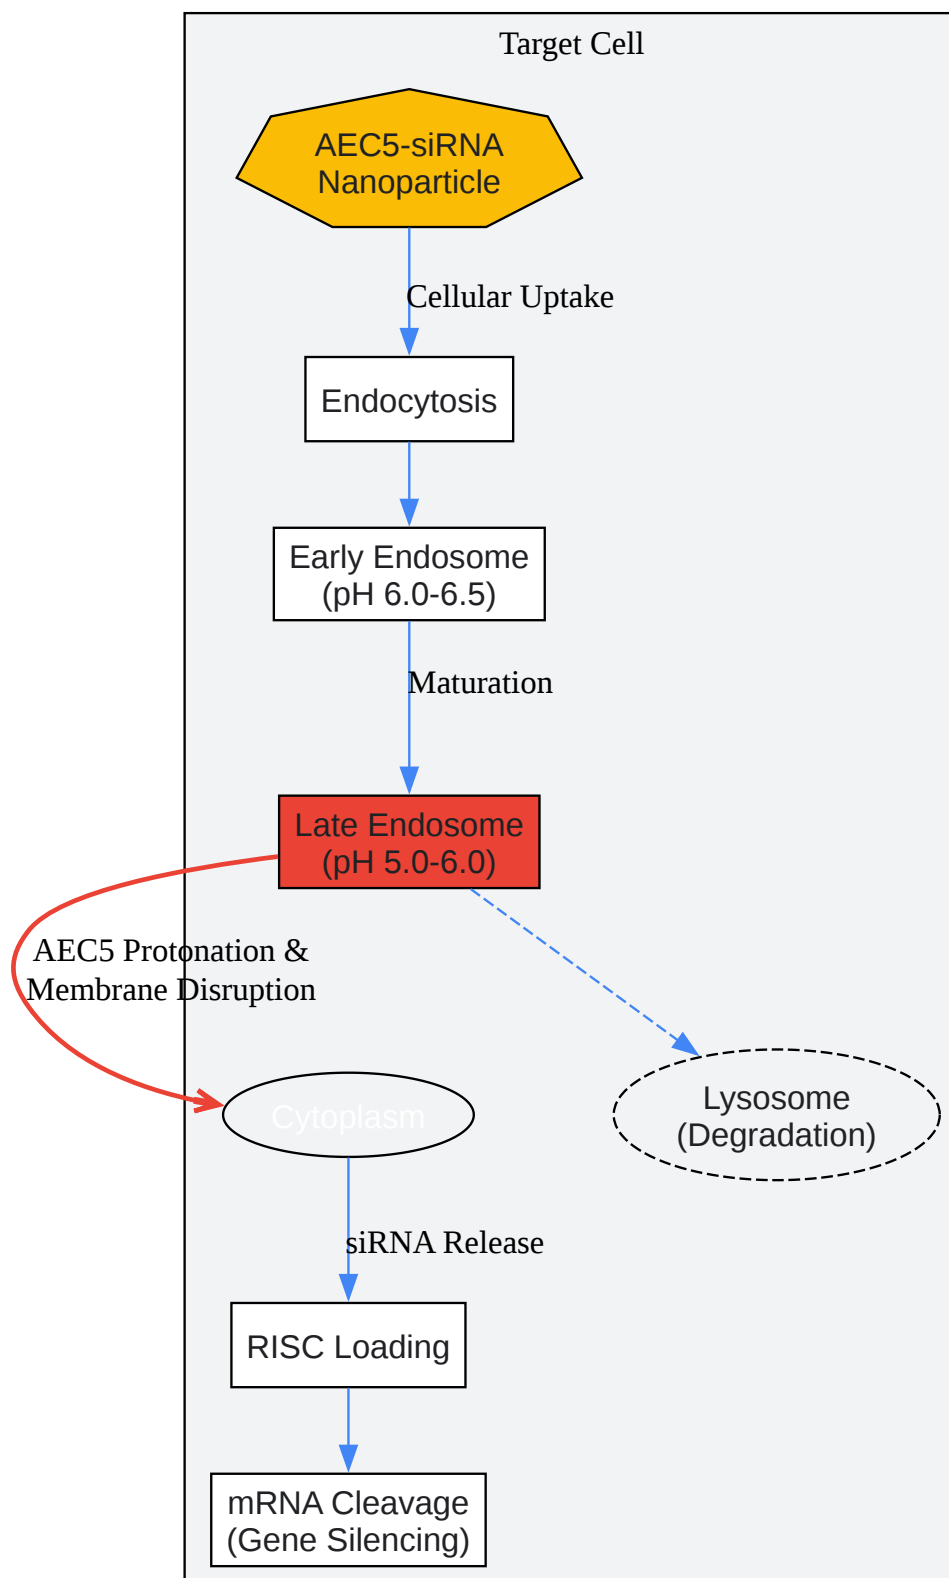 Target Cell
AEC5-siRNA
Nanoparticle
Cellular Uptake
Endocytosis
Early Endosome
(pH 6.0-6.5)
Maturation
Late Endosome
(pH 5.0-6.0)
AEC5 Protonation &
Membrane Disruption
Cytoplasm
Lysosome
(Degradation)
siRNA Release
RISC Loading
mRNA Cleavage
(Gene Silencing)